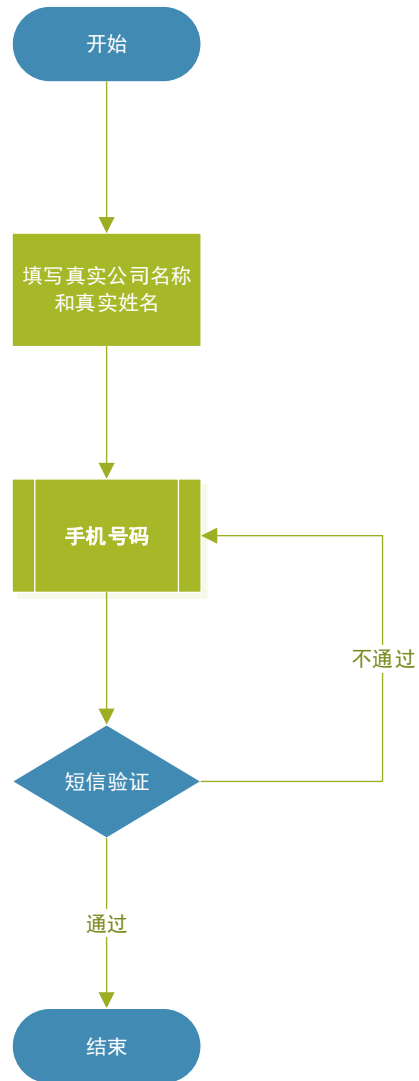 开始
填写真实公司名称
和真实姓名
手机号码
不通过
短信验证
通过
结束